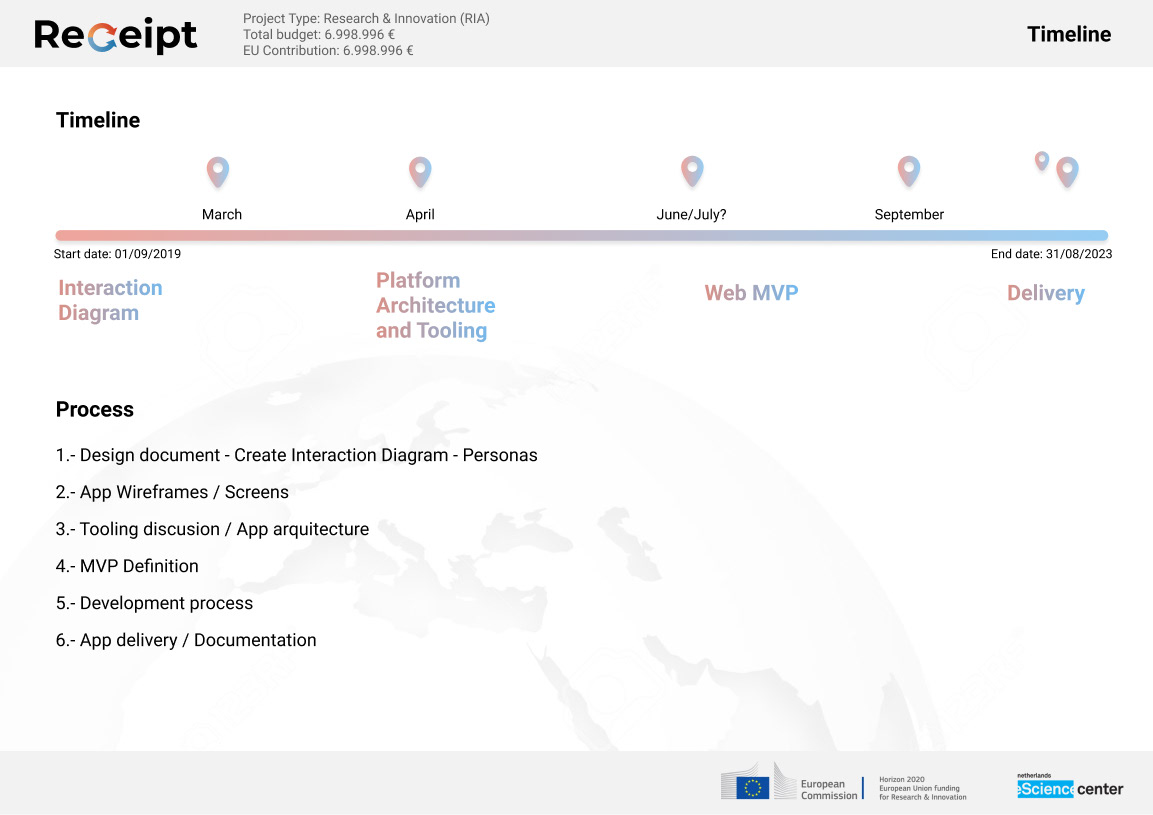 Receipt
Project Type: Research & Innovation (RIA)
Total budget: 6.998.996 €
EU Contribution: 6.998.996 €
Timeline
Timeline
March
April
June/July?
September
Start date: 01/09/2019
End date: 31/08/2023
Interaction
Diagram
Platform
Architecture
and Tooling
Web MVP
Delivery
Process
1.- Design document - Create Interaction Diagram - Personas
2.- App Wireframes / Screens
3.- Tooling discusion / App arquitecture
4.- MVP Definition
5.- Development process
6.- App delivery / Documentation
European
Commission
Horizon 2020
European Union funding
for Research & Innovation
netherlands
eScience center